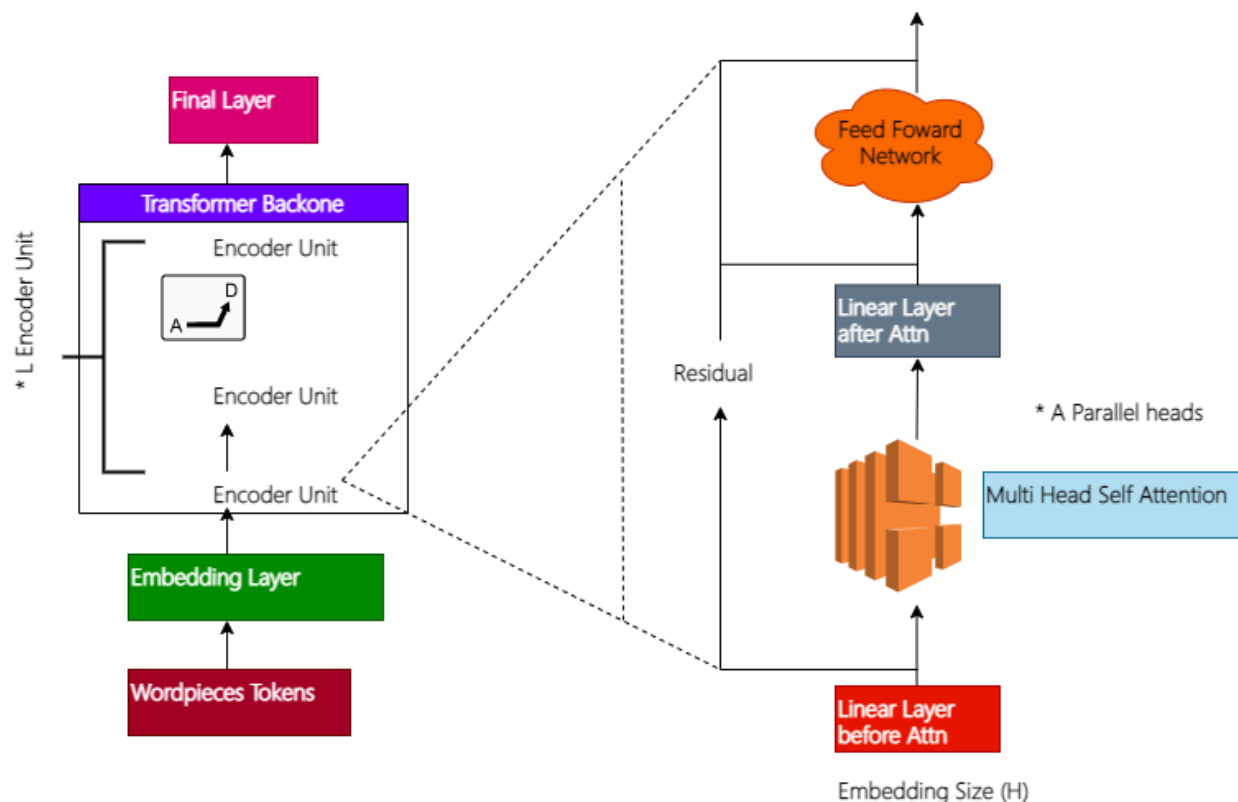 Final Layer
Transformer Backone
* L Encoder Unit
Encoder Unit
D
A
Encoder Unit
Encoder Unit
Embedding Layer
Wordpieces Tokens
Feed Foward
Network
Linear Layer
after Attn
Residual
* A Parallel heads
Multi Head Self Attention
Linear Layer
before Attn
Embedding Size (H)